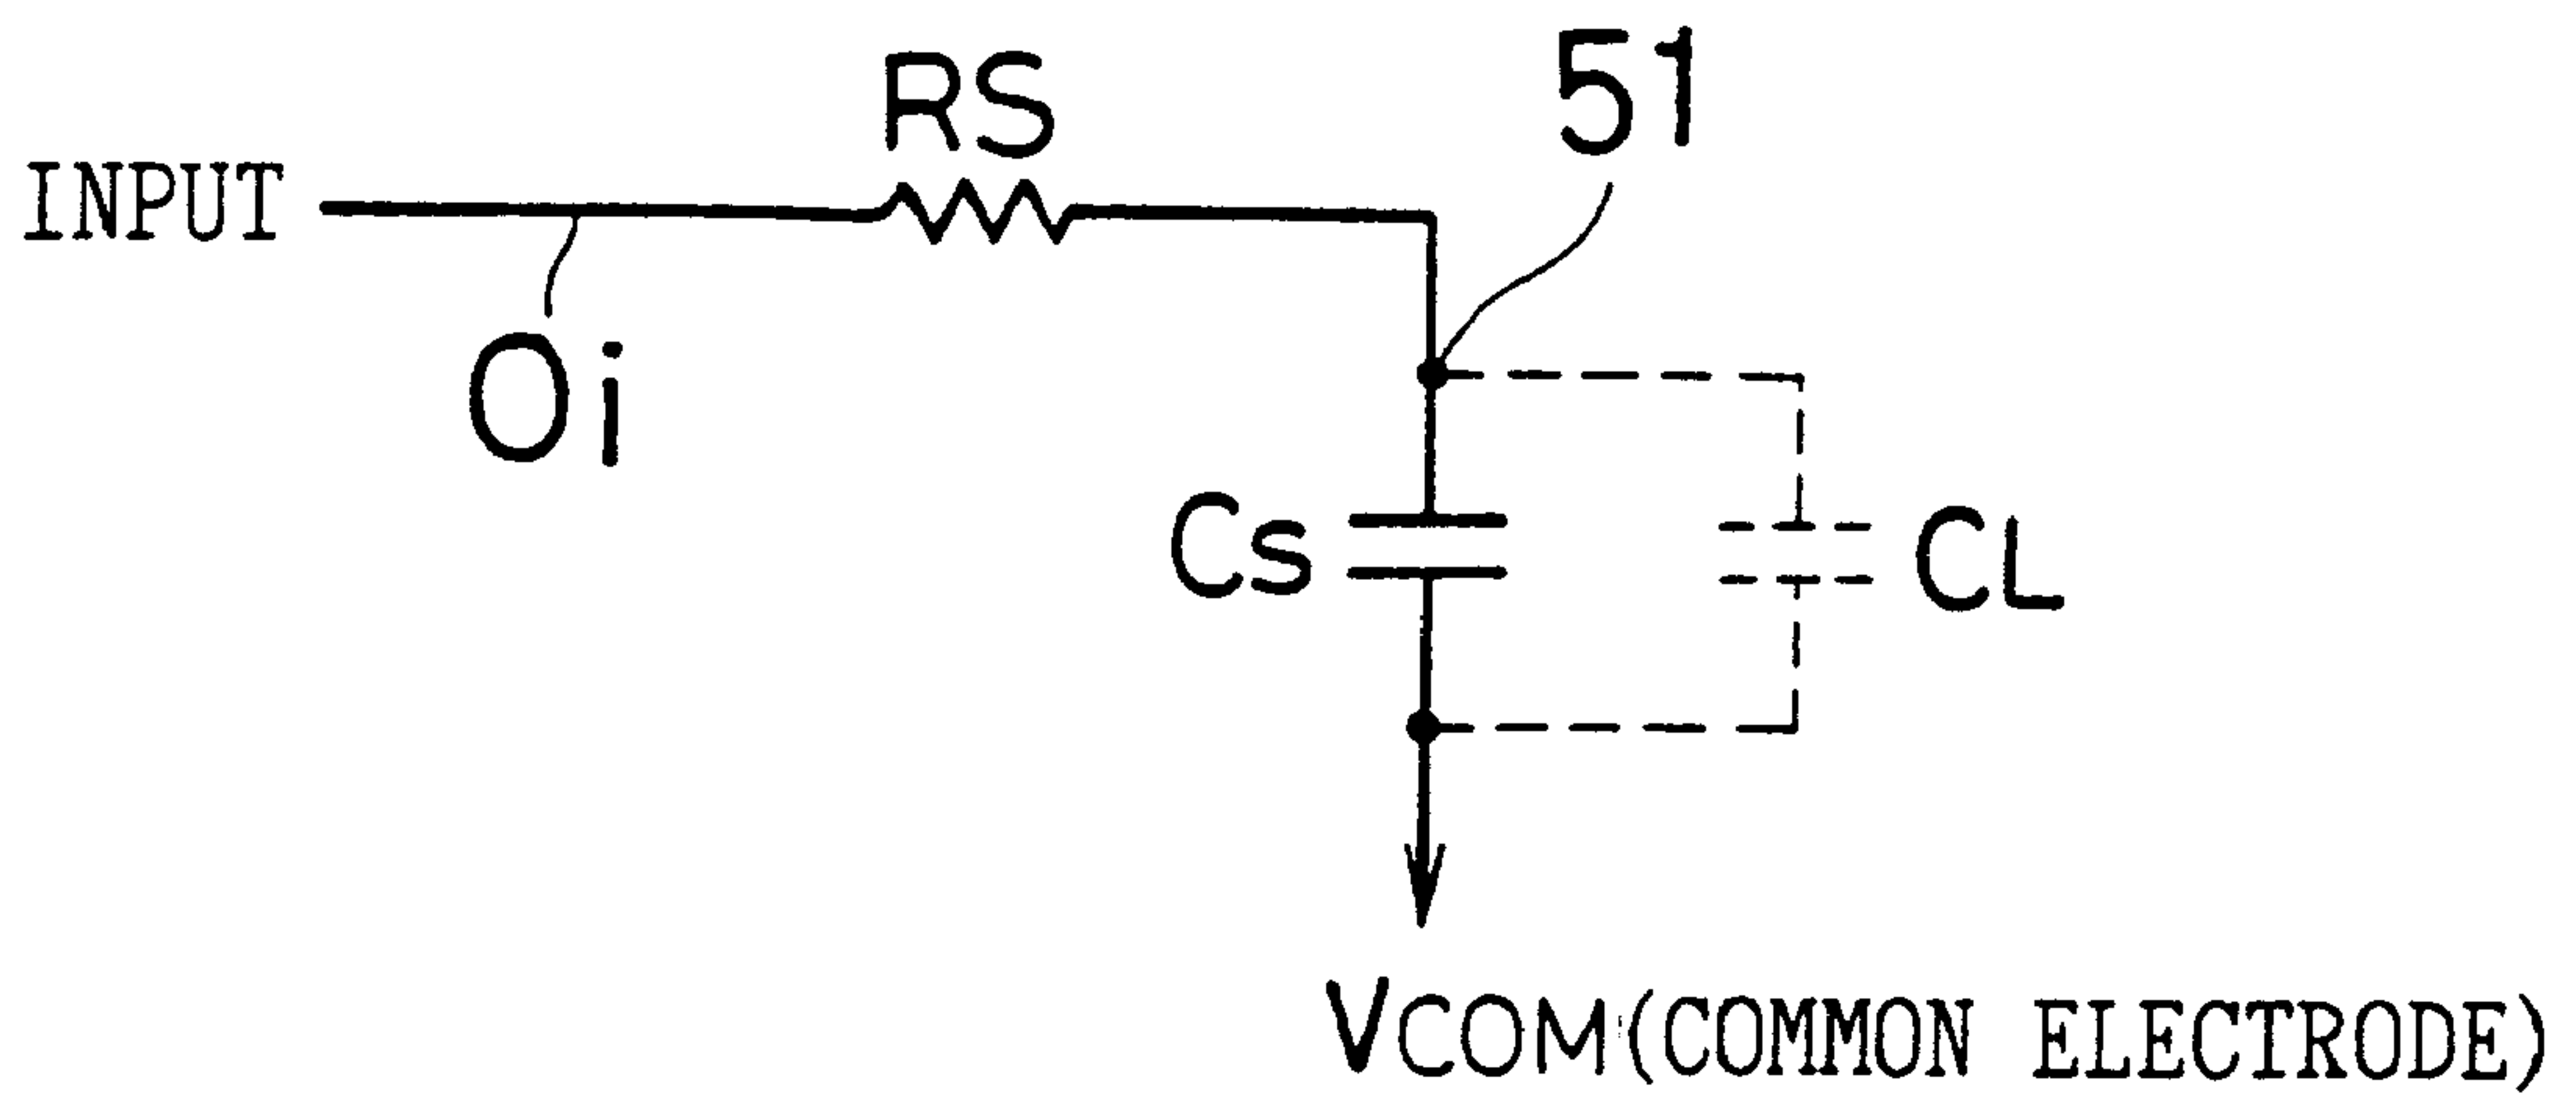 RS
51
INPUT
Oi
Cs
CL
VCOM(COMMON ELECTRODE)